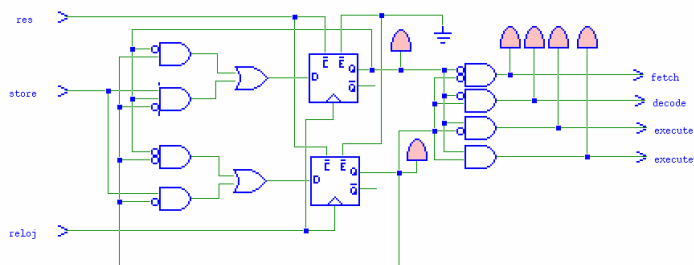 res
C E Q
D
Q
store
fetch
decode
execute
execute
C E Q
D
Q
reloj